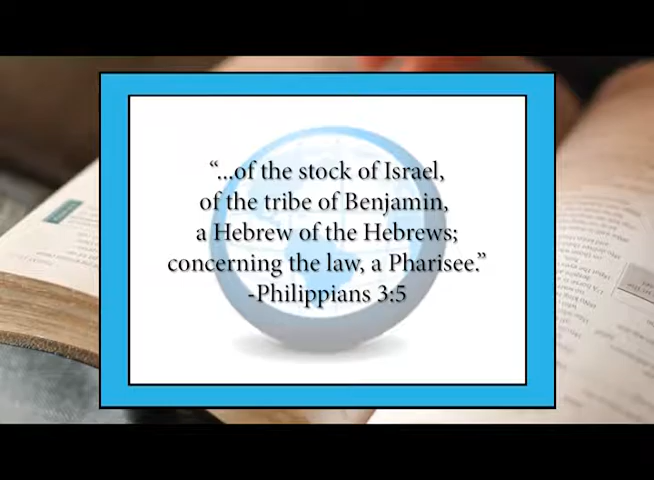 “...of the stock of Israel,
of the tribe of Benjamin,
a Hebrew of the Hebrews;
concerning the law, a Pharisee.”
-Philippians 3:5